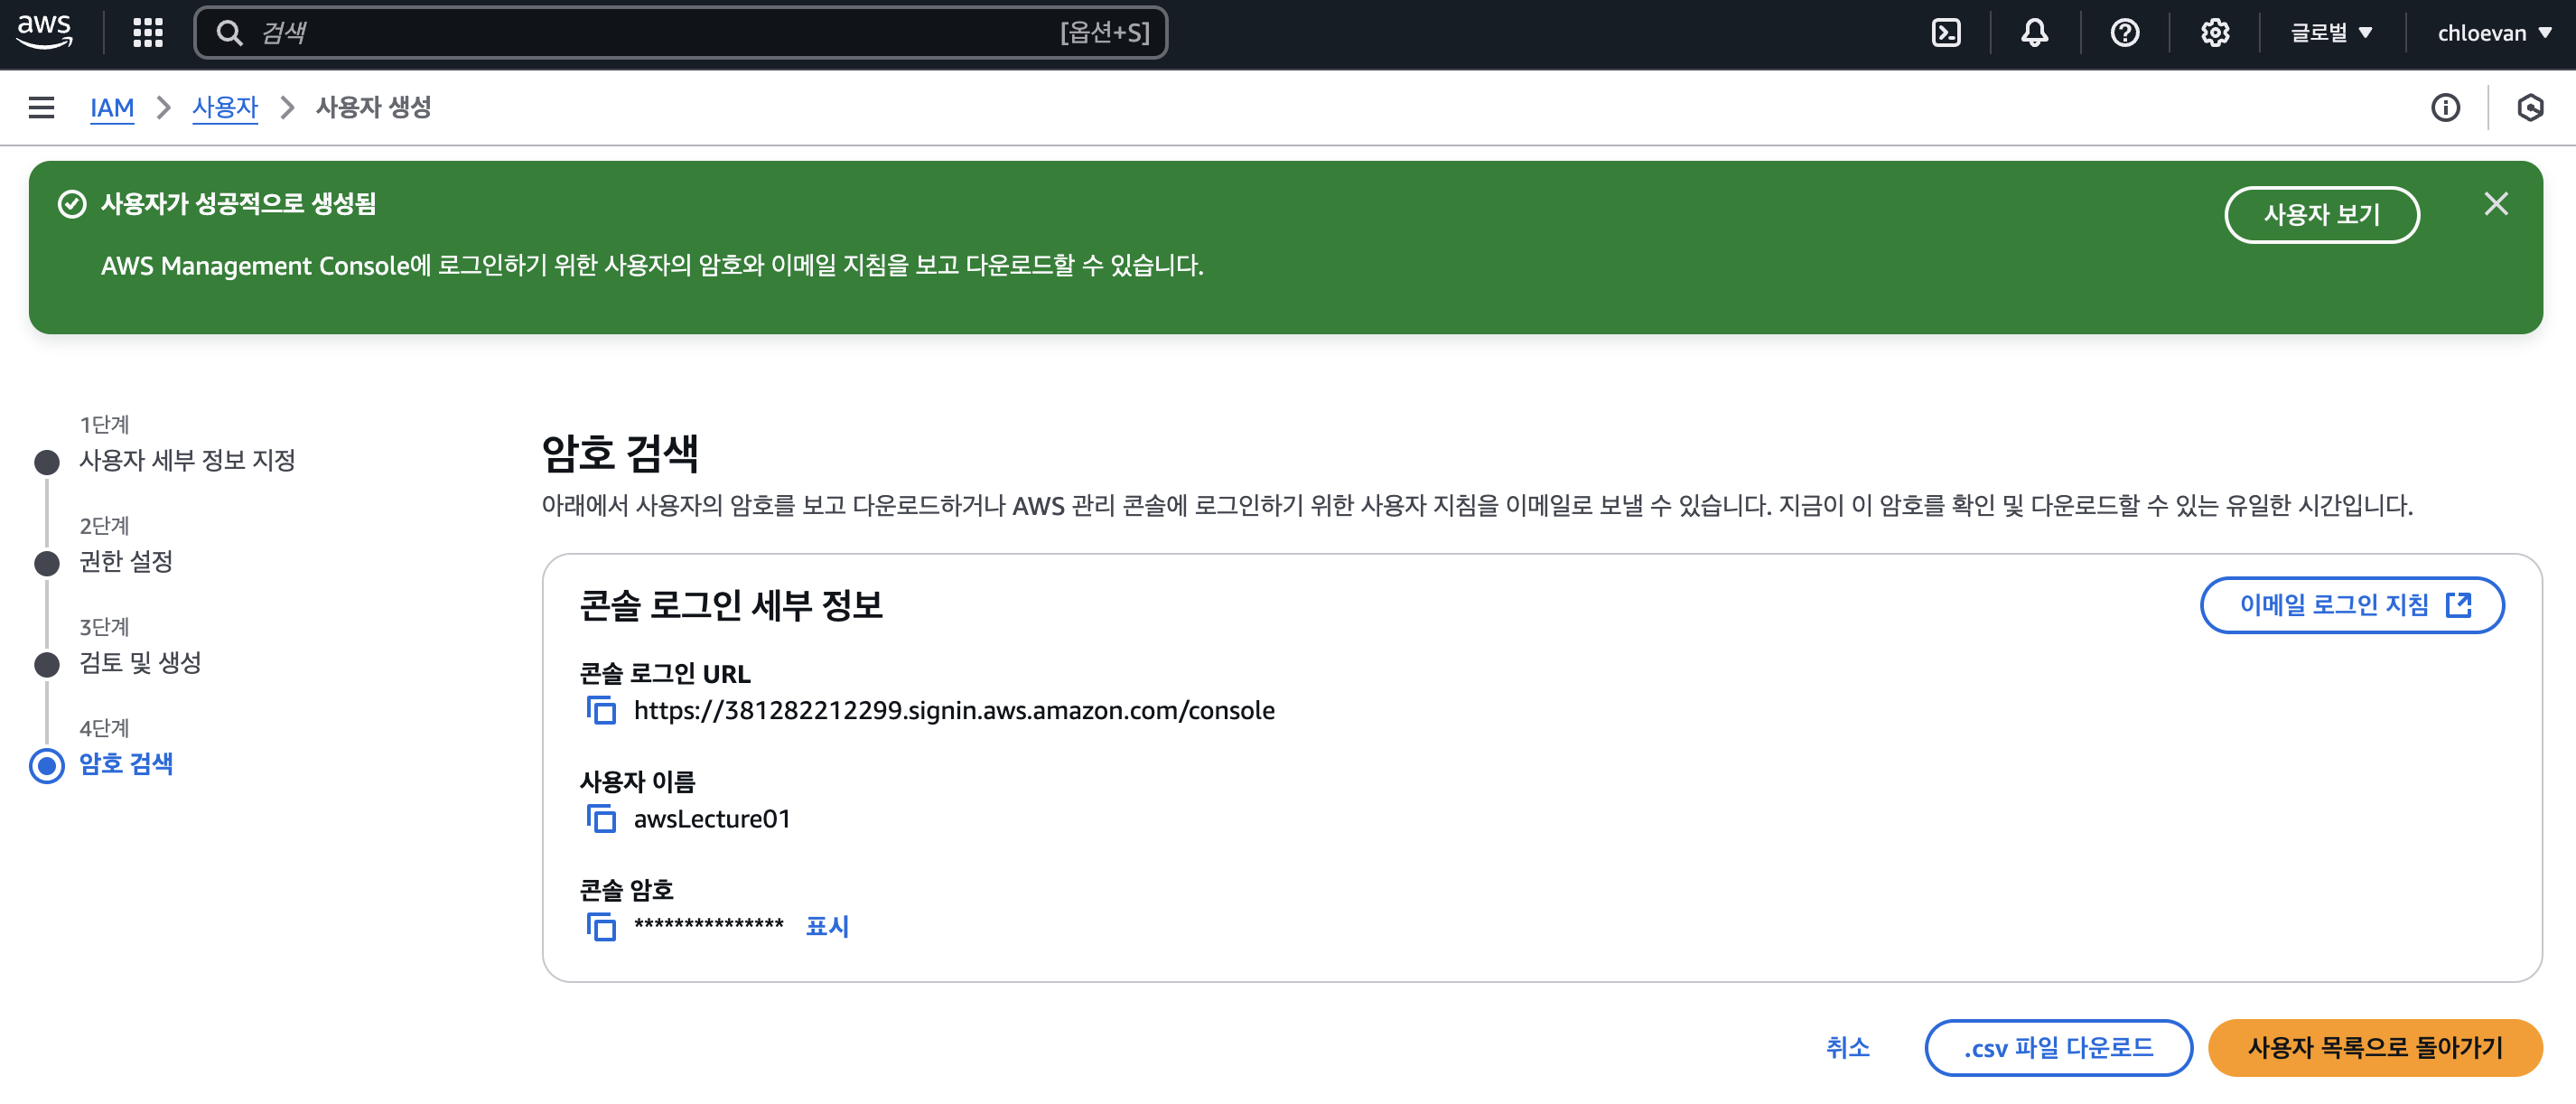 aws
검색
[옵션+S]
글로벌
chloevan
IAM
사용자
사용자 생성
사용자가 성공적으로 생성됨
사용자 보기
AWS Management Console에 로그인하기 위한 사용자의 암호와 이메일 지침을 보고 다운로드할 수 있습니다.
1단계
사용자 세부 정보 지정
2단계
권한 설정
3단계
검토 및 생성
4단계
암호 검색
암호 검색
아래에서 사용자의 암호를 보고 다운로드하거나 AWS 관리 콘솔에 로그인하기 위한 사용자 지침을 이메일로 보낼 수 있습니다. 지금이 이 암호를 확인 및 다운로드할 수 있는 유일한 시간입니다.
콘솔 로그인 세부 정보
이메일 로그인 지침
콘솔 로그인 URL
https://381282212299.signin.aws.amazon.com/console
사용자 이름
awsLecture01
콘솔 암호
*************** 표시
취소
.csv 파일 다운로드
사용자 목록으로 돌아가기